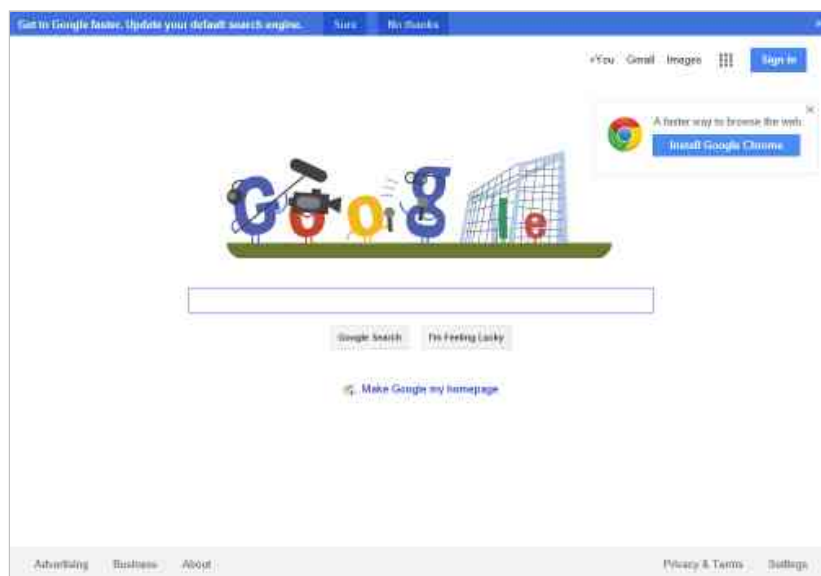 Get to Google faster. Update your default search engine. Sure No thanks
+You Gmail Images Sign in
A faster way to browse the web
Install Google Chrome
Google
Google Search I'm Feeling Lucky
Make Google my homepage
Advertising Business About Privacy & Terms Settings